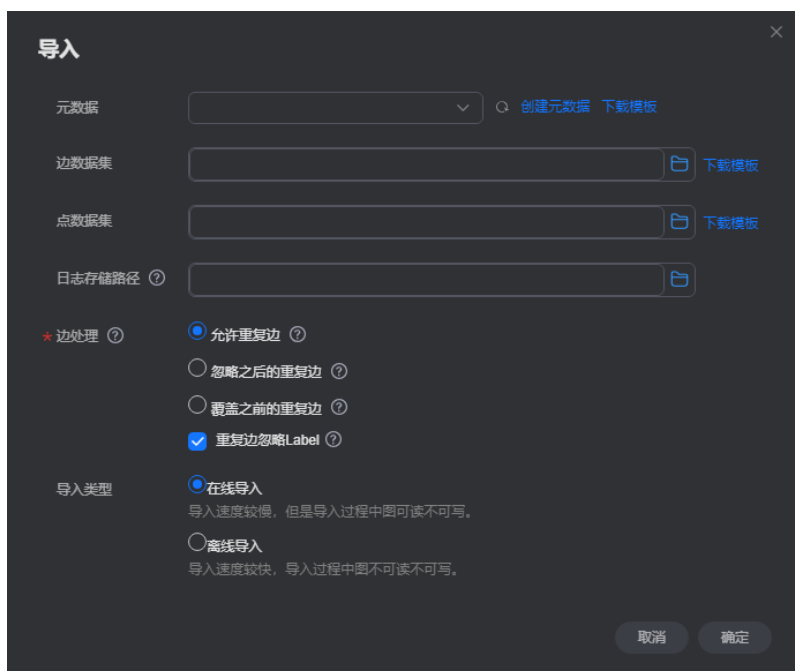 导入
元数据 创建元数据 下载模板
边数据集 下载模板
点数据集 下载模板
日志存储路径 ?
* 边处理 ? 允许重复边 ?
忽略之后的重复边 ?
覆盖之前的重复边 ?
重复边忽略Label ?
导入类型 在线导入
导入速度较慢，但是导入过程中图可读不可写。
离线导入
导入速度较快，导入过程中图不可读不可写。
取消 确定